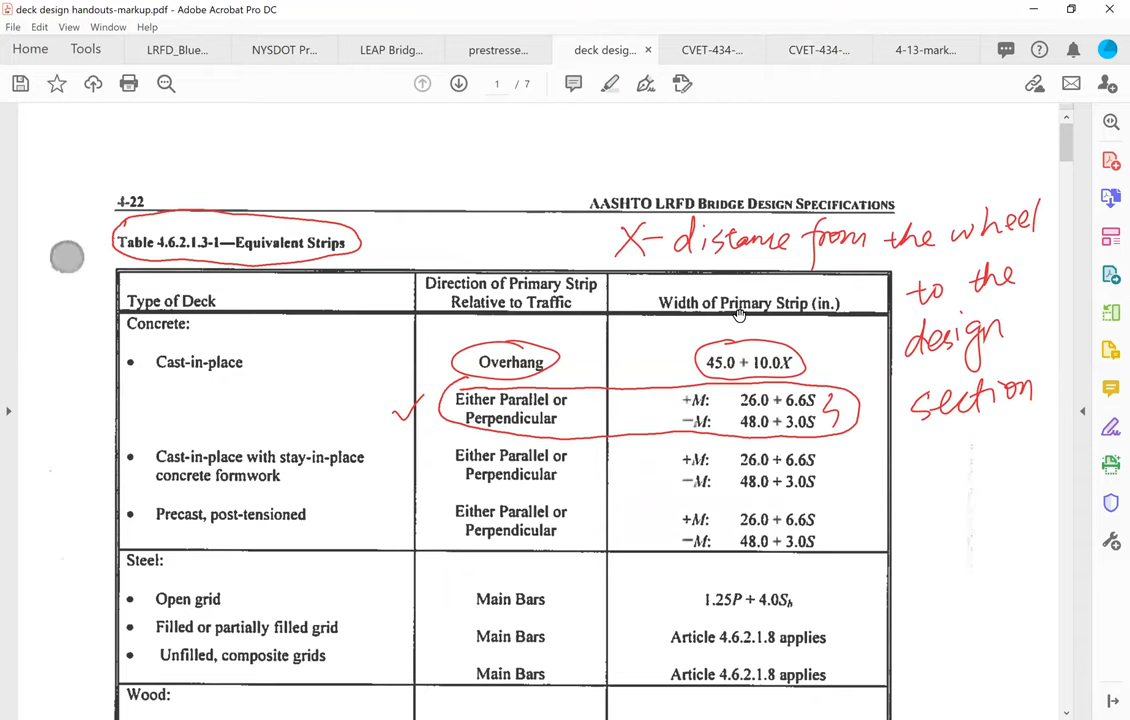 deck design handouts-markup.pdf - Adobe Acrobat Pro DC
File Edit View Window Help
Home Tools LRFD_Blue... NYSDOT Pr... LEAP Bridg... prestresse... deck desig... × CVET-434-... CVET-434-... 4-13-mark...
1 / 7
4-22 AASHTO LRFD BRIDGE DESIGN SPECIFICATIONS
Table 4.6.2.1.3-1—Equivalent Strips
X- distance from the wheel
to the
design
section
Type of Deck
Direction of Primary Strip
Relative to Traffic
Width of Primary Strip (in.)
Concrete:
• Cast-in-place Overhang 45.0 + 10.0X
Either Parallel or +M: 26.0 + 6.6S
Perpendicular −M: 48.0 + 3.0S
• Cast-in-place with stay-in-place Either Parallel or +M: 26.0 + 6.6S
concrete formwork Perpendicular −M: 48.0 + 3.0S
• Precast, post-tensioned Either Parallel or +M: 26.0 + 6.6S
Perpendicular −M: 48.0 + 3.0S
Steel:
• Open grid Main Bars 1.25P + 4.0Sb
• Filled or partially filled grid Main Bars Article 4.6.2.1.8 applies
• Unfilled, composite grids Main Bars Article 4.6.2.1.8 applies
Wood: